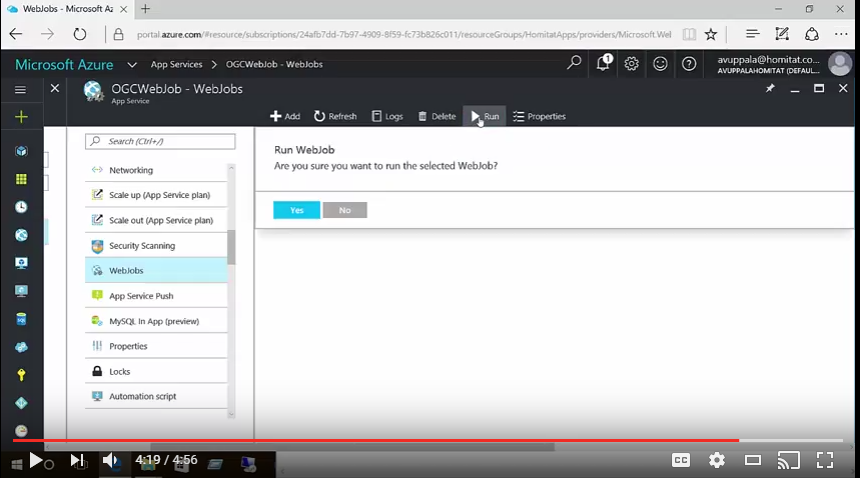 WebJobs - Microsoft Az
portal.azure.com/#resource/subscriptions/24afb7dd-7b97-4909-8f59-fc73b826c011/resourceGroups/HomitatApps/providers/Microsoft.Wel
Microsoft Azure
App Services > OGCWebJob - WebJobs
1
avuppala@homitat.co...
AVUPPALAHOMITAT (DEFAUL...
OGCWebJob - WebJobs
App Service
Add Refresh Logs Delete Run Properties
Search (Ctrl+/)
Networking
Scale up (App Service plan)
Scale out (App Service plan)
Security Scanning
WebJobs
App Service Push
MySQL In App (preview)
Properties
Locks
Automation script
Run WebJob
Are you sure you want to run the selected WebJob?
Yes No
4:19 / 4:56
CC